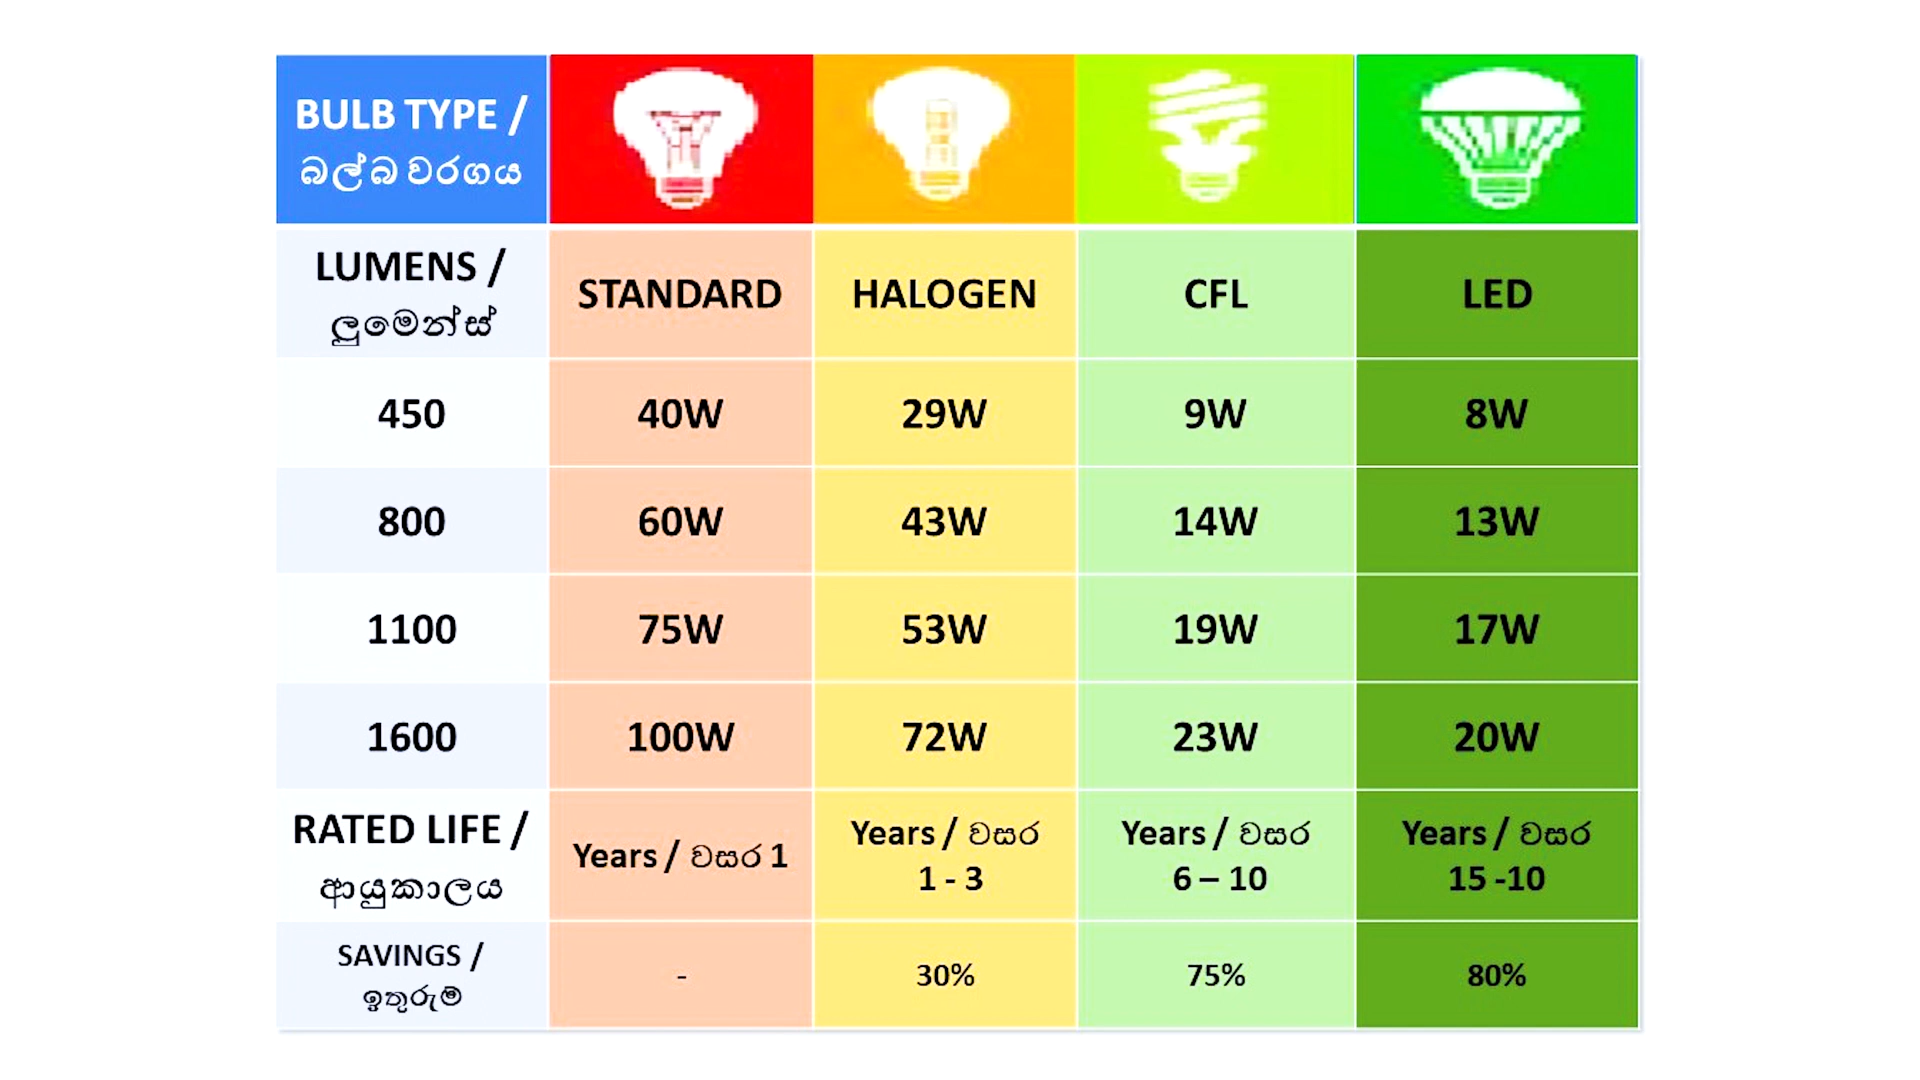 BULB TYPE /
බල්බ වරගය
LUMENS /
ලුමෙන්ස්
STANDARD
HALOGEN
CFL
LED
450
40W
29W
9W
8W
800
60W
43W
14W
13W
1100
75W
53W
19W
17W
1600
100W
72W
23W
20W
RATED LIFE /
ආයුකාලය
Years / වසර 1
Years / වසර
1 - 3
Years / වසර
6 – 10
Years / වසර
15 -10
SAVINGS /
ඉතුරුම්
-
30%
75%
80%